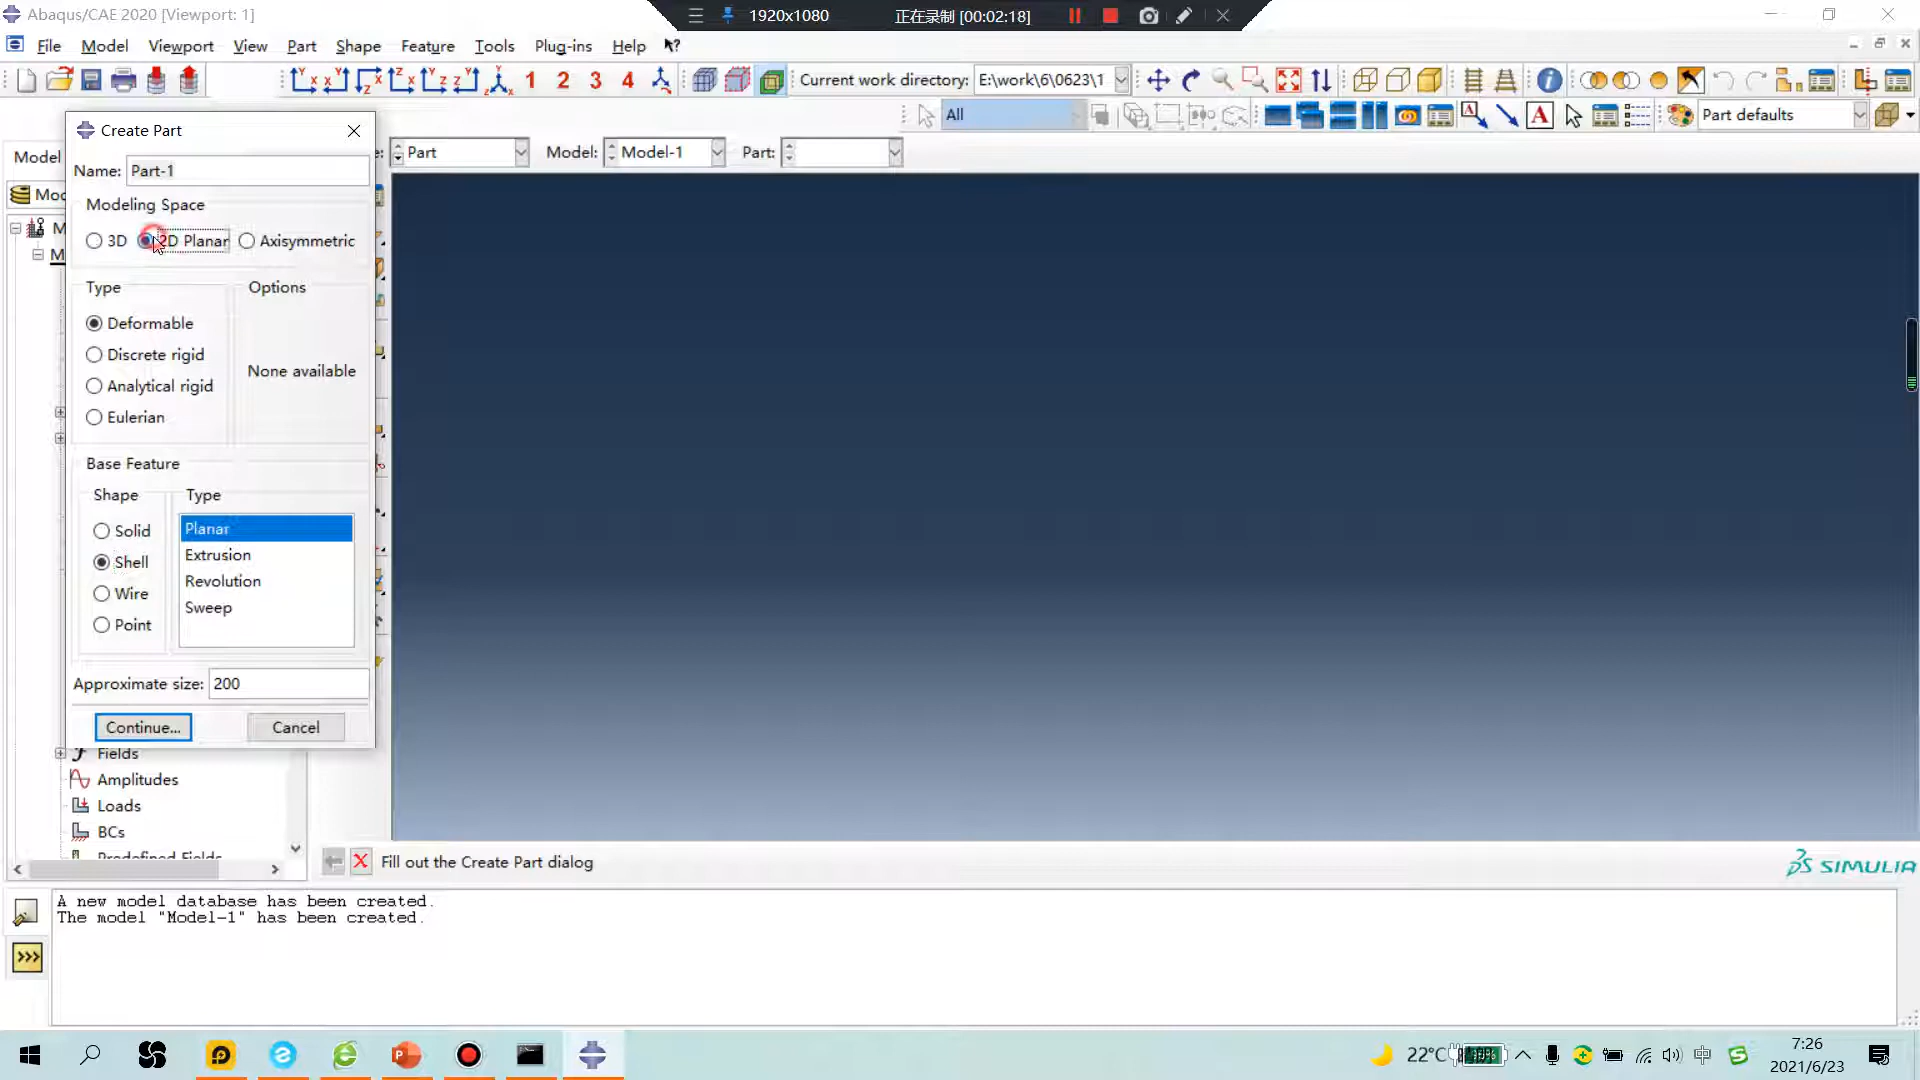 Abaqus/CAE 2020 [Viewport: 1]
1920x1080
正在录制 [00:02:18]
File Model Viewport View Part Shape Feature Tools Plug-ins Help
1 2 3 4
Current work directory: E:\work\6\0623\1
All
Part defaults
Create Part
Part
Model: Model-1
Part:
Model
Name: Part-1
Modeling Space
3D 2D Planar Axisymmetric
Type
Options
Deformable
Discrete rigid
None available
Analytical rigid
Eulerian
Base Feature
Shape
Type
Solid
Planar
Extrusion
Shell
Revolution
Wire
Sweep
Point
Approximate size: 200
Continue...
Cancel
Fields
Amplitudes
Loads
BCs
Predefined Fields
Fill out the Create Part dialog
SIMULIA
A new model database has been created.
The model "Model-1" has been created.
>>>
22°C
中
7:26
2021/6/23